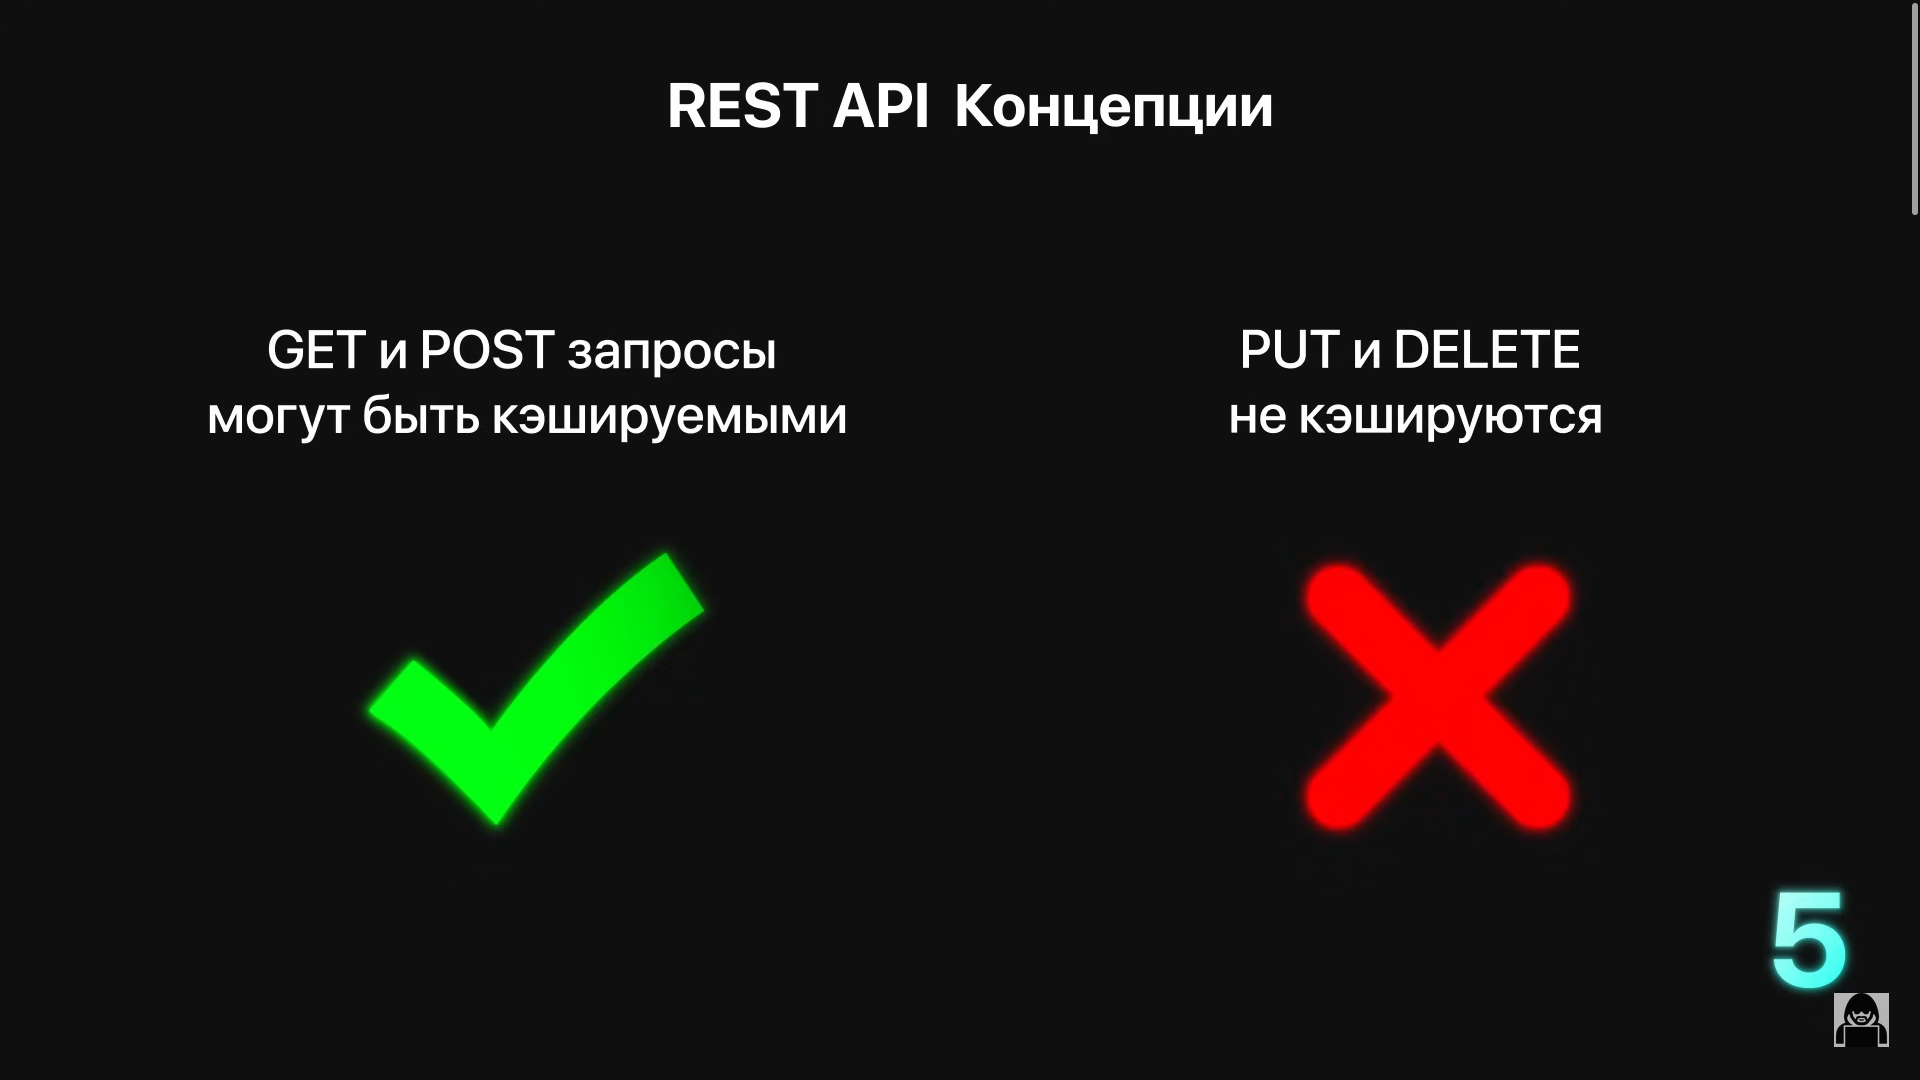 REST API Концепции
GET и POST запросы
могут быть кэшируемыми
PUT и DELETE
не кэшируются
5